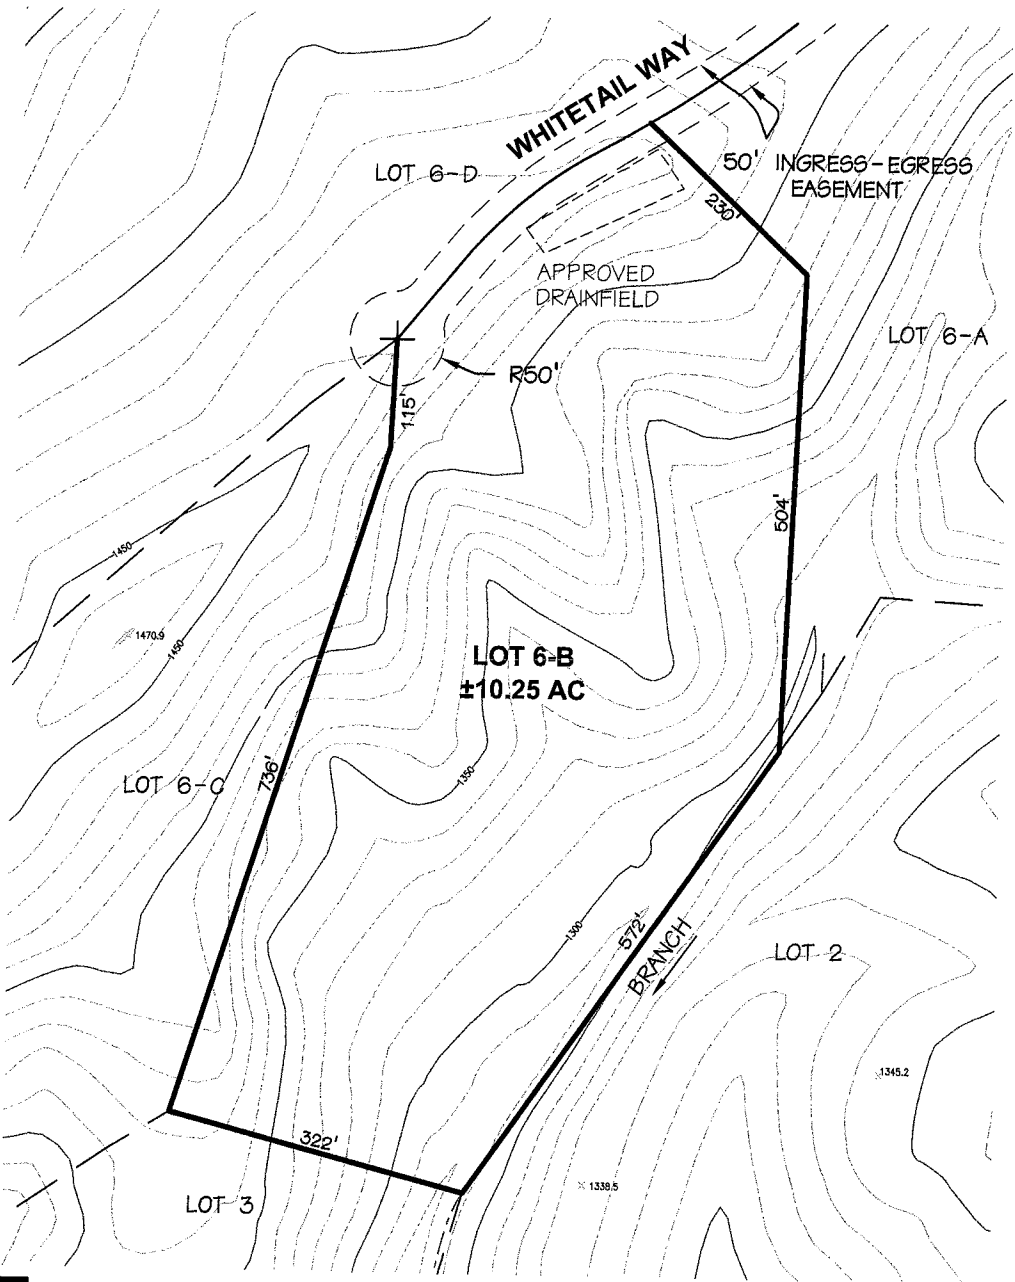 WHITETAIL WAY
LOT 6-D
50' INGRESS-EGRESS
EASEMENT
230'
APPROVED
DRAINFIELD
LOT 6-A
R50'
115'
504'
1450
1470.9
1450
LOT 6-B
±10.25 AC
736'
LOT 6-C
1350
1300
572'
BRANCH
LOT 2
1345.2
322'
1338.5
LOT 3